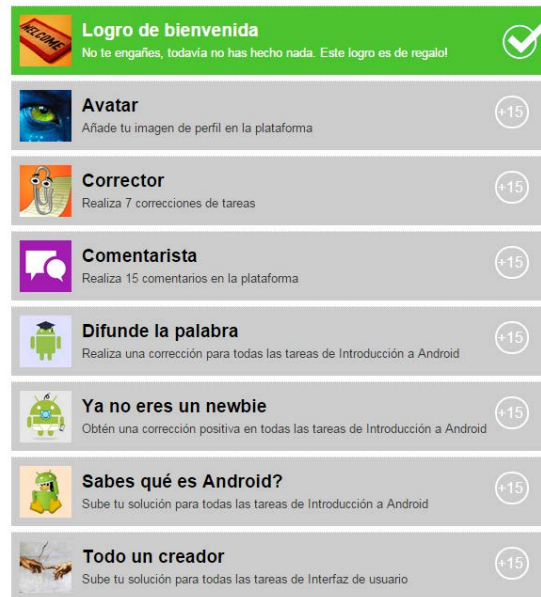 WELCOME
Logro de bienvenida
No te engañes, todavía no has hecho nada. Este logro es de regalo!
Avatar
Añade tu imagen de perfil en la plataforma
+15
Corrector
Realiza 7 correcciones de tareas
+15
Comentarista
Realiza 15 comentarios en la plataforma
+15
Difunde la palabra
Realiza una corrección para todas las tareas de Introducción a Android
+15
Ya no eres un newbie
Obtén una corrección positiva en todas las tareas de Introducción a Android
+15
Sabes qué es Android?
Sube tu solución para todas las tareas de Introducción a Android
+15
Todo un creador
Sube tu solución para todas las tareas de Interfaz de usuario
+15